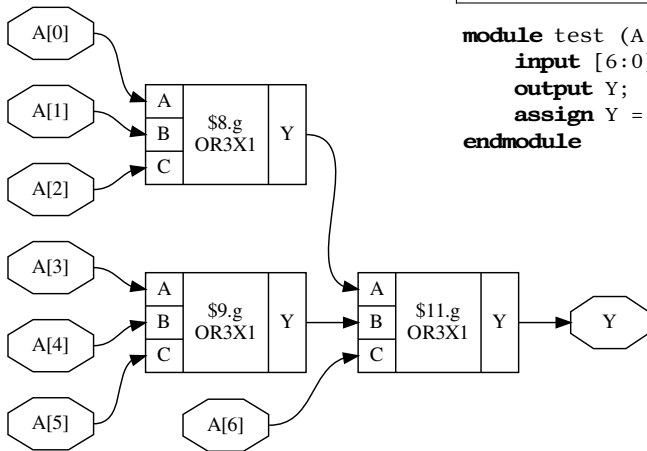 A[0]
A[1]
A[2]
A
B
C
$8.g
OR3X1
Y
module test (A
input [6:0]
output Y;
assign Y =
endmodule
A[3]
A[4]
A[5]
A
B
C
$9.g
OR3X1
Y
A[6]
A
B
C
$11.g
OR3X1
Y
Y